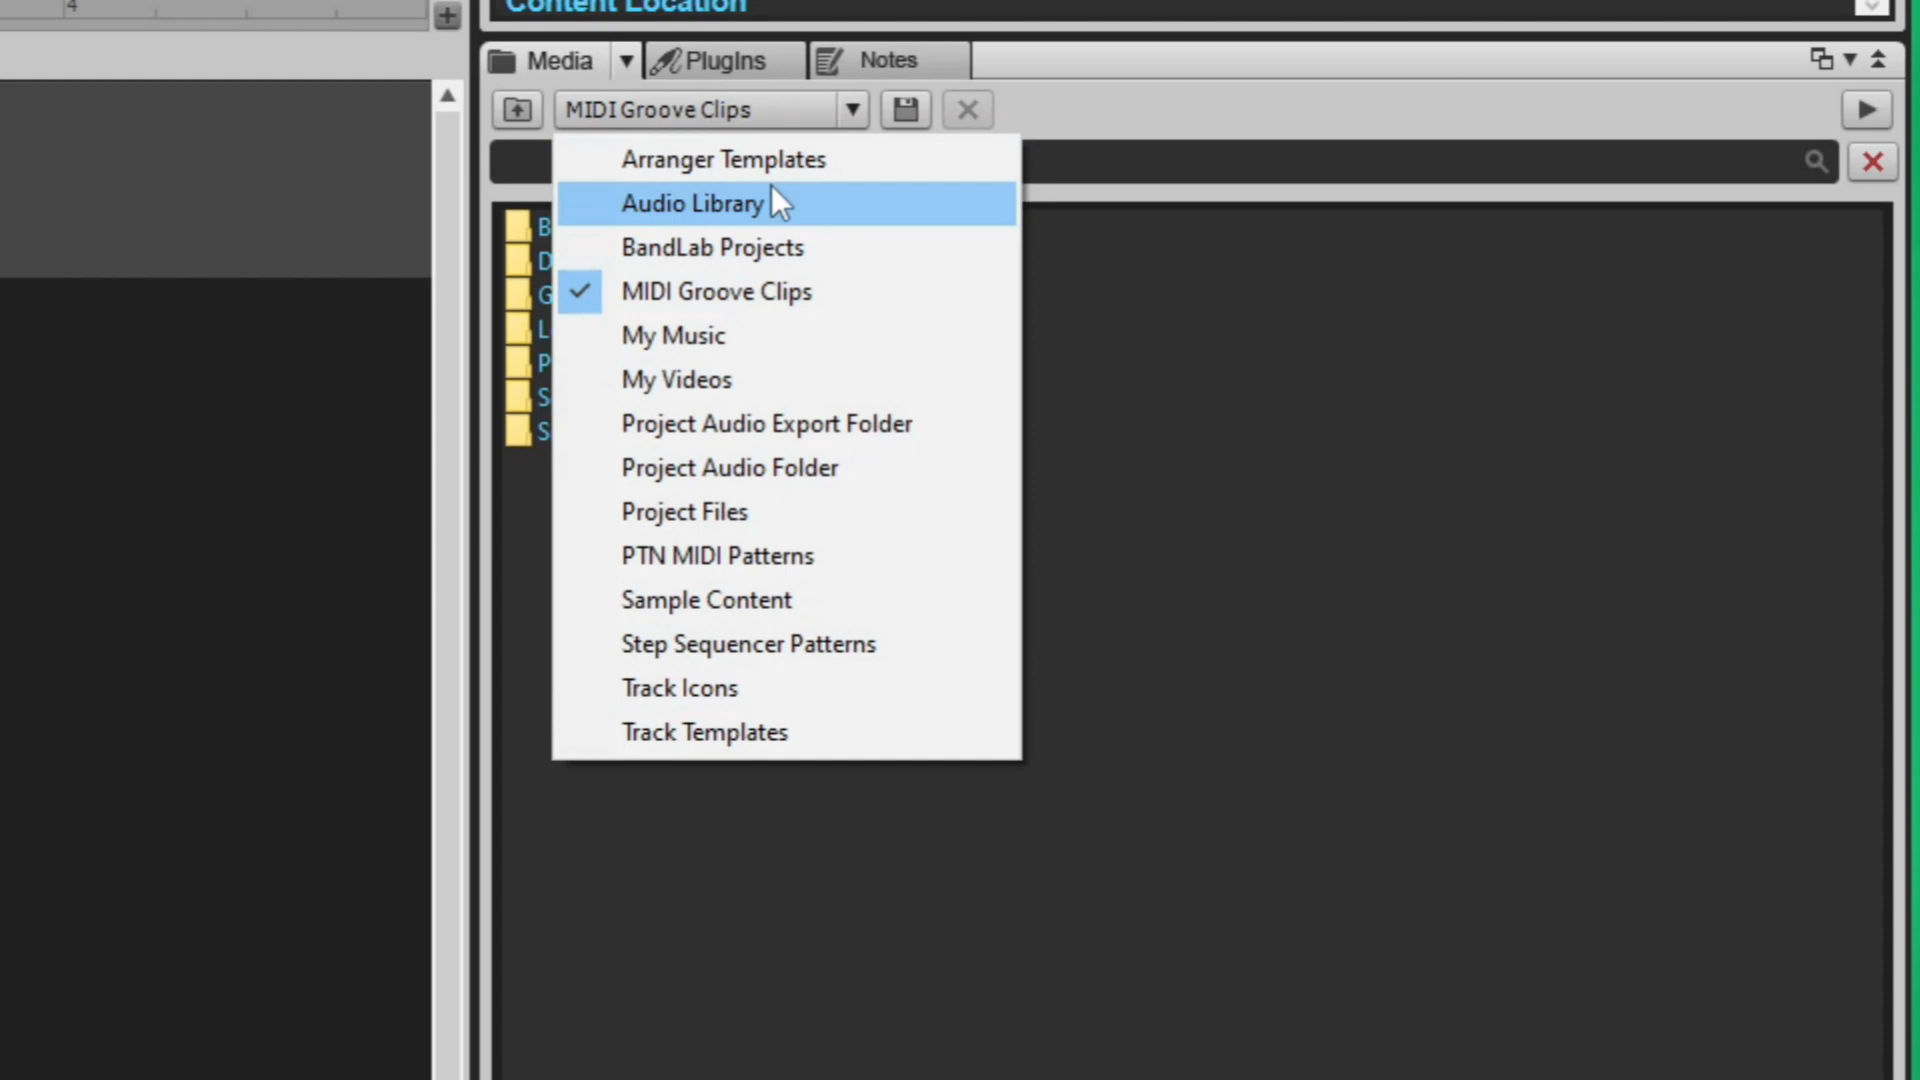 4
Content Location
Media
PlugIns
Notes
MIDI Groove Clips
Arranger Templates
Audio Library
BandLab Projects
MIDI Groove Clips
My Music
My Videos
Project Audio Export Folder
Project Audio Folder
Project Files
PTN MIDI Patterns
Sample Content
Step Sequencer Patterns
Track Icons
Track Templates